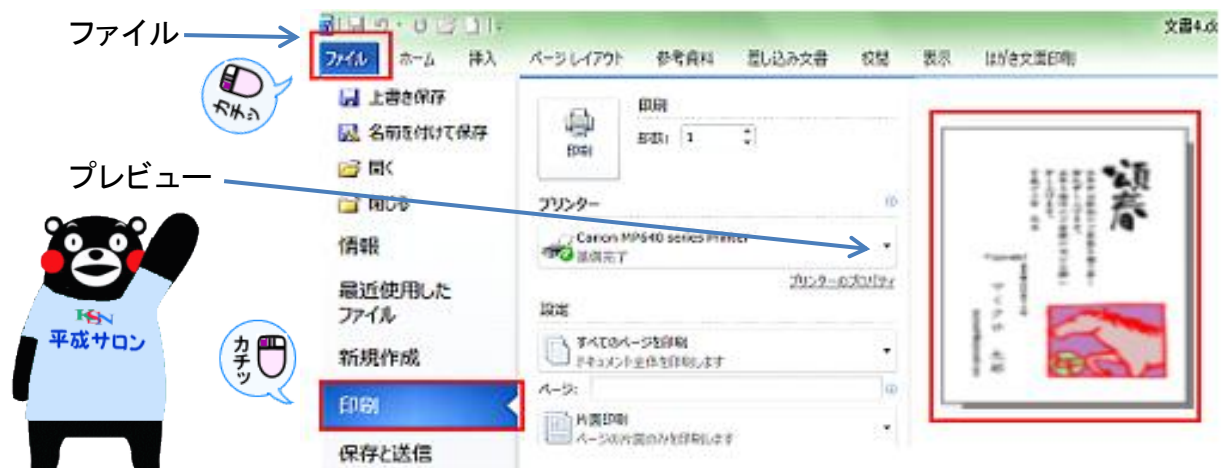 文書4.do
ファイル
ファイル ホーム 挿入 ページ レイアウト 参考資料 差し込み文書 校閲 表示 はがき文面印刷
カチッ
上書き保存
名前を付けて保存
開く
閉じる
情報
最近使用した
ファイル
新規作成
印刷
保存と送信
プレビュー
KSN
平成サロン
カチッ
印刷
印刷
部数: 1
プリンター
Canon MP640 series Printer
準備完了
プリンターのプロパティ
設定
すべてのページを印刷
ドキュメント全体を印刷します
ページ:
片面印刷
ページの片面のみを印刷します
頌春